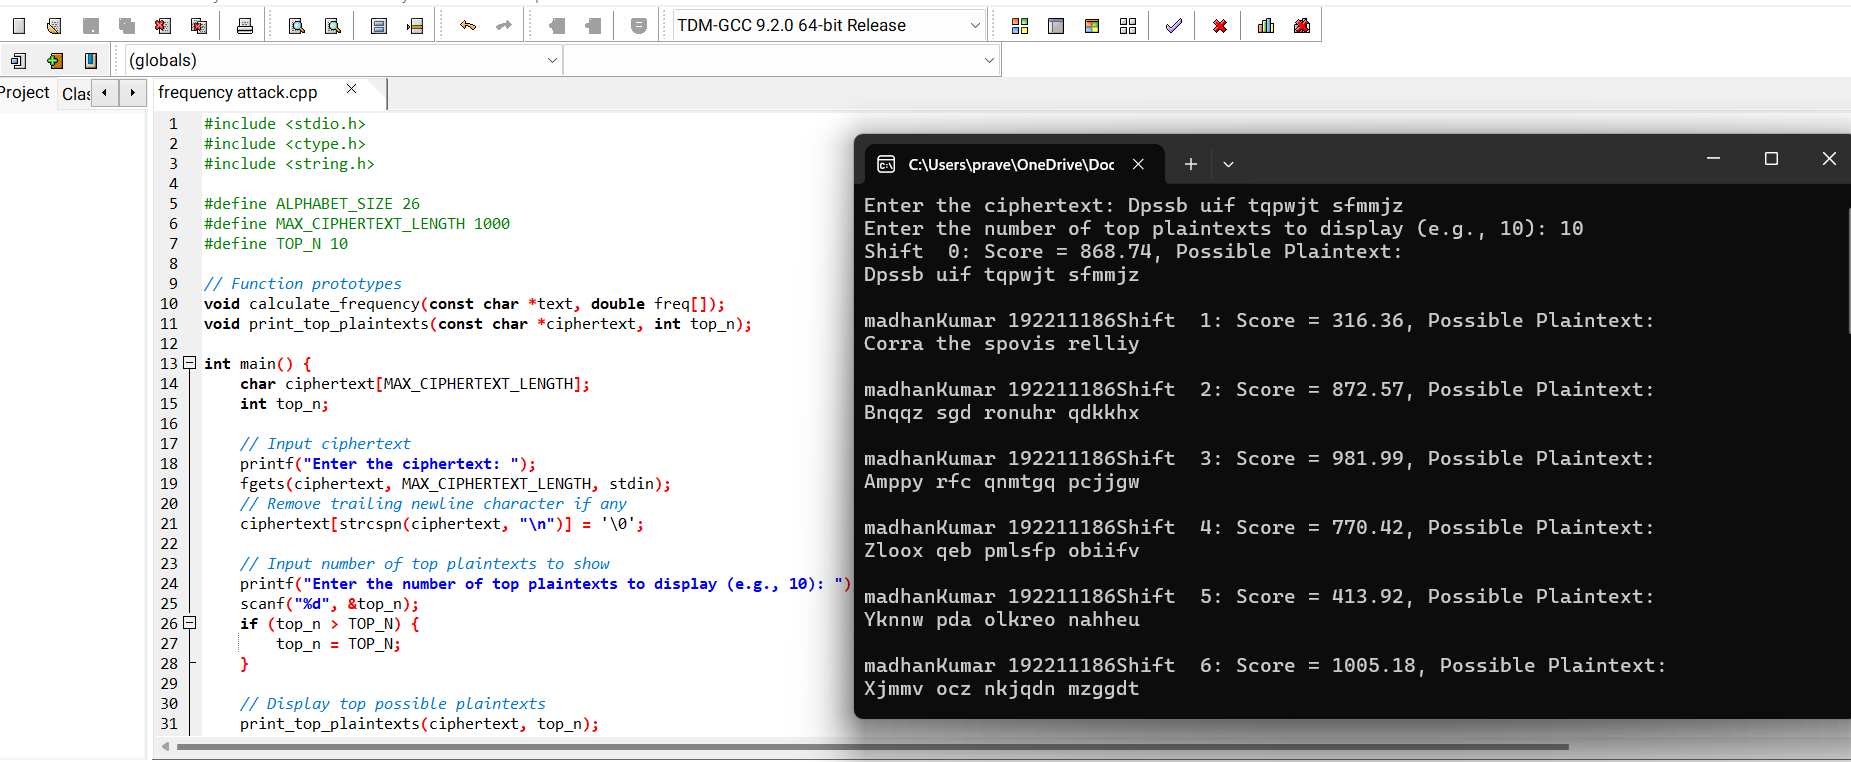 TDM-GCC 9.2.0 64-bit Release
(globals)
Project Clas
frequency attack.cpp
1 #include <stdio.h>
2 #include <ctype.h>
3 #include <string.h>
4
5 #define ALPHABET_SIZE 26
6 #define MAX_CIPHERTEXT_LENGTH 1000
7 #define TOP_N 10
8
9 // Function prototypes
10 void calculate_frequency(const char *text, double freq[]);
11 void print_top_plaintexts(const char *ciphertext, int top_n);
12
13 int main() {
14 char ciphertext[MAX_CIPHERTEXT_LENGTH];
15 int top_n;
16
17 // Input ciphertext
18 printf("Enter the ciphertext: ");
19 fgets(ciphertext, MAX_CIPHERTEXT_LENGTH, stdin);
20 // Remove trailing newline character if any
21 ciphertext[strcspn(ciphertext, "\n")] = '\0';
22
23 // Input number of top plaintexts to show
24 printf("Enter the number of top plaintexts to display (e.g., 10): ")
25 scanf("%d", &top_n);
26 if (top_n > TOP_N) {
27 top_n = TOP_N;
28 }
29
30 // Display top possible plaintexts
31 print_top_plaintexts(ciphertext, top_n);
C:\Users\prave\OneDrive\Doc
Enter the ciphertext: Dpssb uif tqpwjt sfmmjz
Enter the number of top plaintexts to display (e.g., 10): 10
Shift  0: Score = 868.74, Possible Plaintext:
Dpssb uif tqpwjt sfmmjz
madhanKumar 192211186Shift  1: Score = 316.36, Possible Plaintext:
Corra the spovis relliy
madhanKumar 192211186Shift  2: Score = 872.57, Possible Plaintext:
Bnqqz sgd ronuhr qdkkhx
madhanKumar 192211186Shift  3: Score = 981.99, Possible Plaintext:
Amppy rfc qnmtgq pcjjgw
madhanKumar 192211186Shift  4: Score = 770.42, Possible Plaintext:
Zloox qeb pmlsfp obiifv
madhanKumar 192211186Shift  5: Score = 413.92, Possible Plaintext:
Yknnw pda olkreo nahheu
madhanKumar 192211186Shift  6: Score = 1005.18, Possible Plaintext:
Xjmmv ocz nkjqdn mzggdt